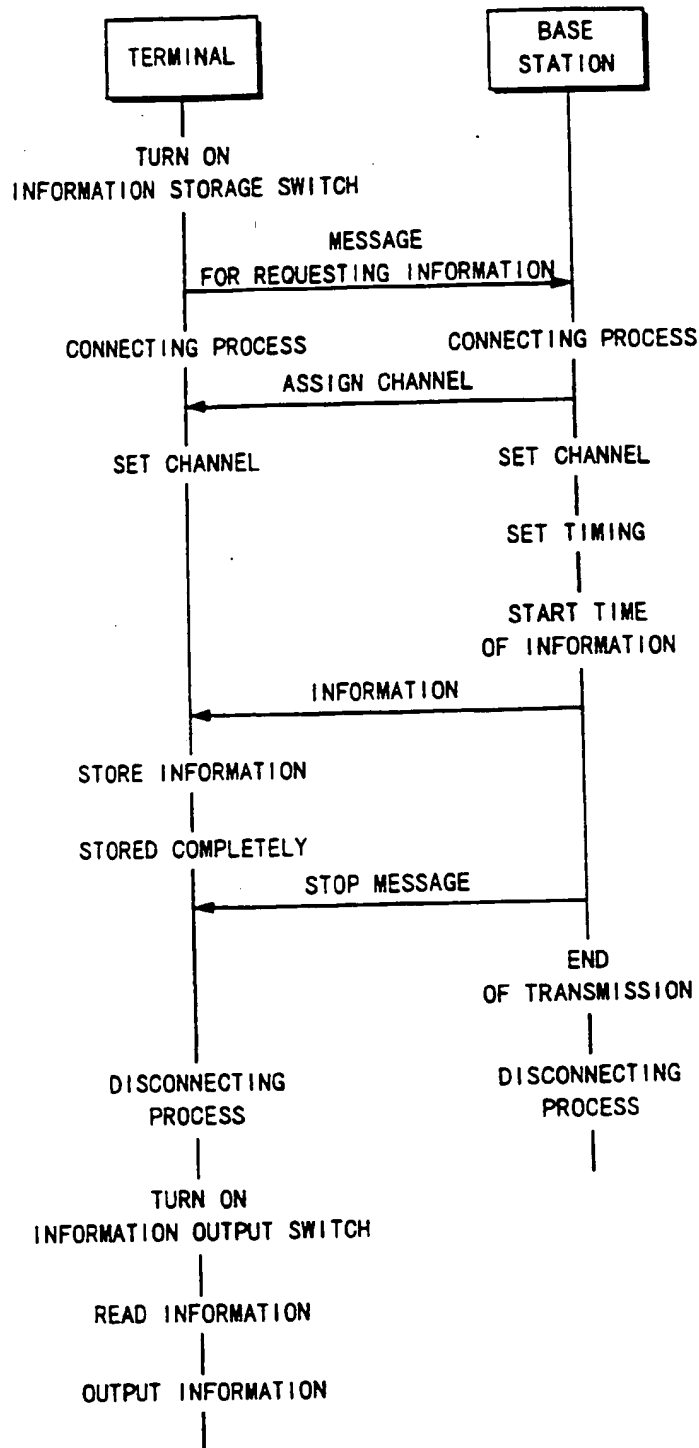 TERMINAL
BASE
STATION
TURN ON
INFORMATION STORAGE SWITCH
MESSAGE
FOR REQUESTING INFORMATION
CONNECTING PROCESS
CONNECTING PROCESS
ASSIGN CHANNEL
SET CHANNEL
SET CHANNEL
SET TIMING
START TIME
OF INFORMATION
INFORMATION
STORE INFORMATION
STORED COMPLETELY
STOP MESSAGE
END
OF TRANSMISSION
DISCONNECTING
PROCESS
DISCONNECTING
PROCESS
TURN ON
INFORMATION OUTPUT SWITCH
READ INFORMATION
OUTPUT INFORMATION